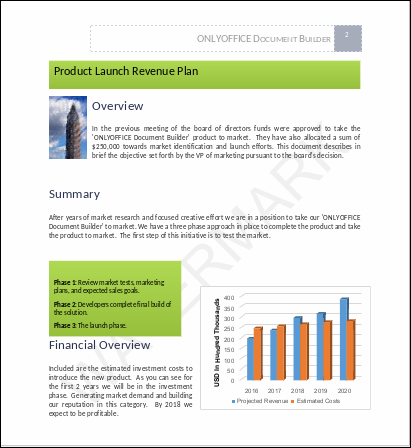 ONLYOFFICE DOCUMENT BUILDER 2
Product Launch Revenue Plan
Overview
In the previous meeting of the board of directors funds were approved to take the
'ONLYOFFICE Document Builder' product to market. They have also allocated a sum of
$250,000 towards market identification and launch efforts. This document describes in
brief the objective set forth by the VP of marketing pursuant to the board's decision.
Summary
After years of market research and focused creative effort we are in a position to take our 'ONLYOFFICE
Document Builder' to market. We have a three phase approach in place to complete the product and take
the product to market. The first step of this initiative is to test the market.
Phase 1: Review market tests, marketing
plans, and expected sales goals.
Phase 2: Developers complete final build of
the solution.
Phase 3: The launch phase.
Financial Overview
Included are the estimated investment costs to
introduce the new product. As you can see for
the first 2 years we will be in the investment
phase. Generating market demand and building
our reputation in this category. By 2018 we
expect to be profitable.
USD In Hundred Thousands
400
350
300
250
200
150
100
50
0
2016 2017 2018 2019 2020
Projected Revenue Estimated Costs
WATERMARK